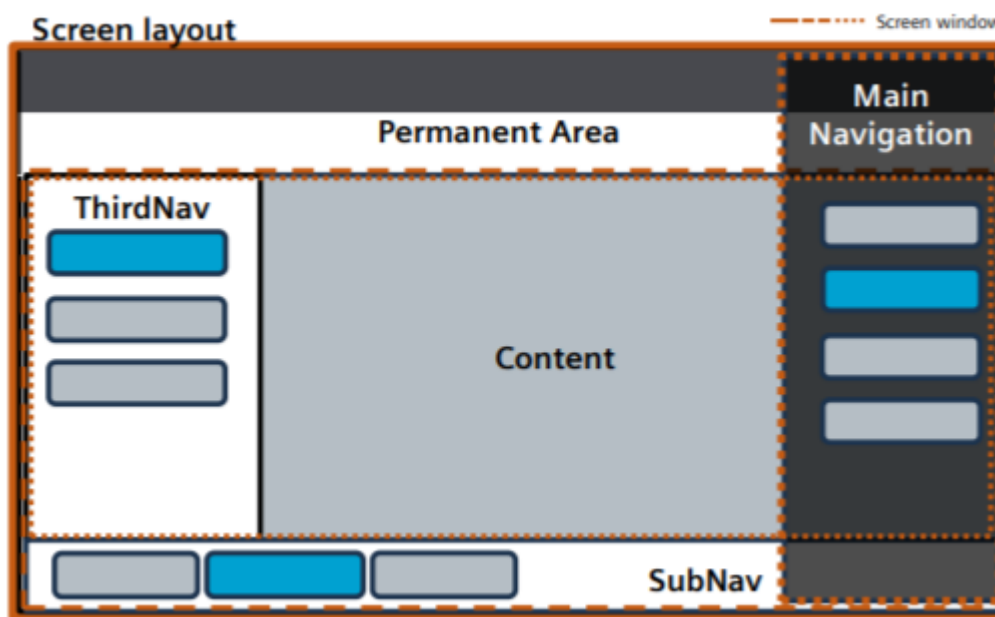 Screen layout
Screen window
Main
Navigation
Permanent Area
ThirdNav
Content
SubNav